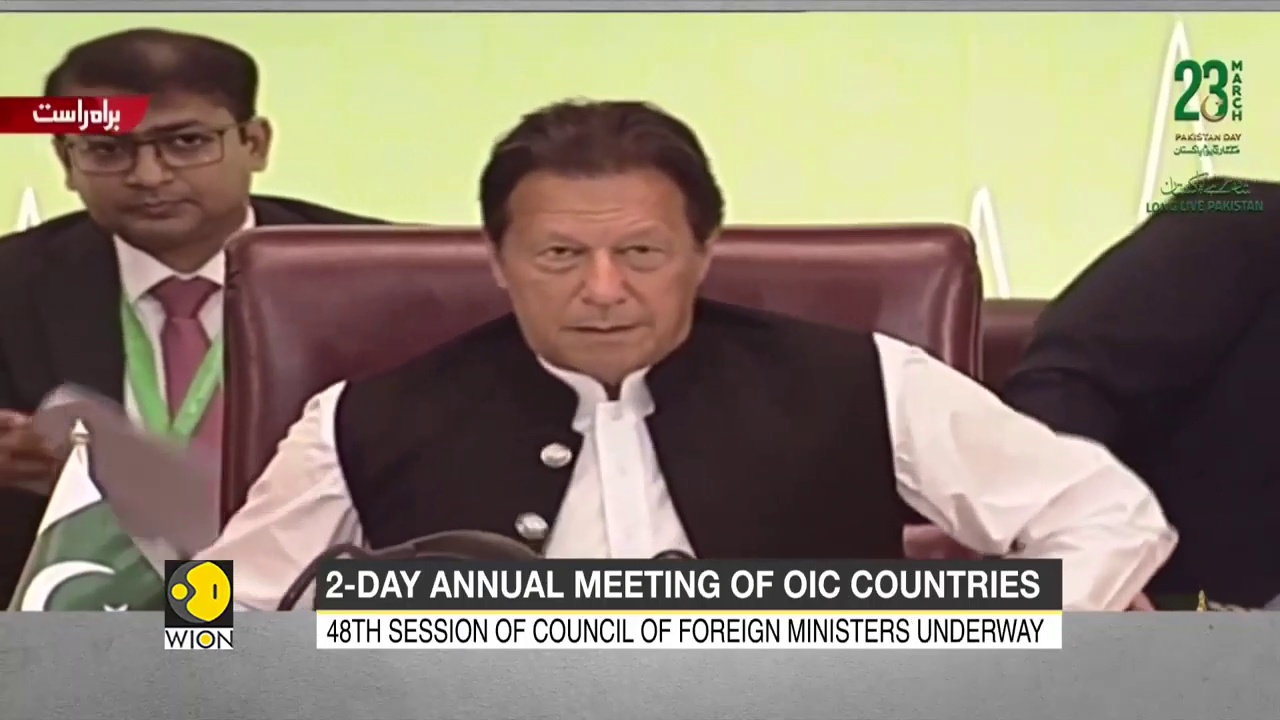 براہ راست
23
MARCH
PAKISTAN DAY
LONG LIVE PAKISTAN
WION
2-DAY ANNUAL MEETING OF OIC COUNTRIES
48TH SESSION OF COUNCIL OF FOREIGN MINISTERS UNDERWAY